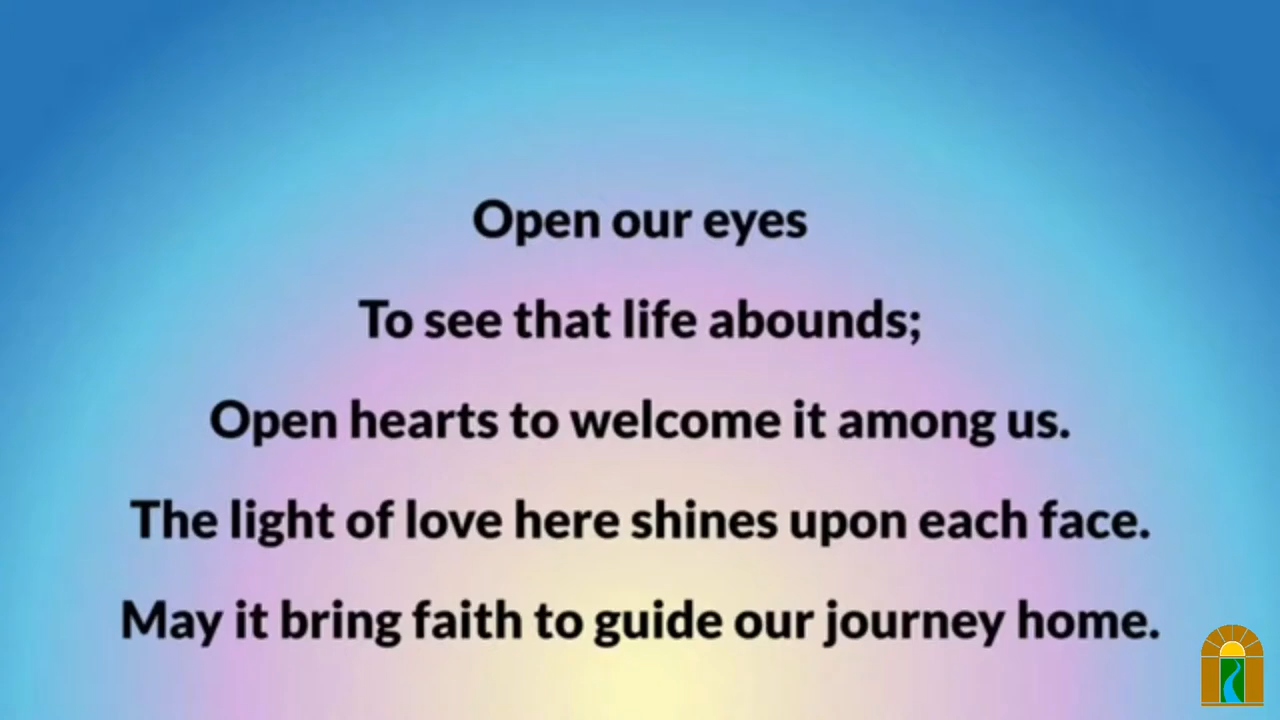 Open our eyes
To see that life abounds;
Open hearts to welcome it among us.
The light of love here shines upon each face.
May it bring faith to guide our journey home.